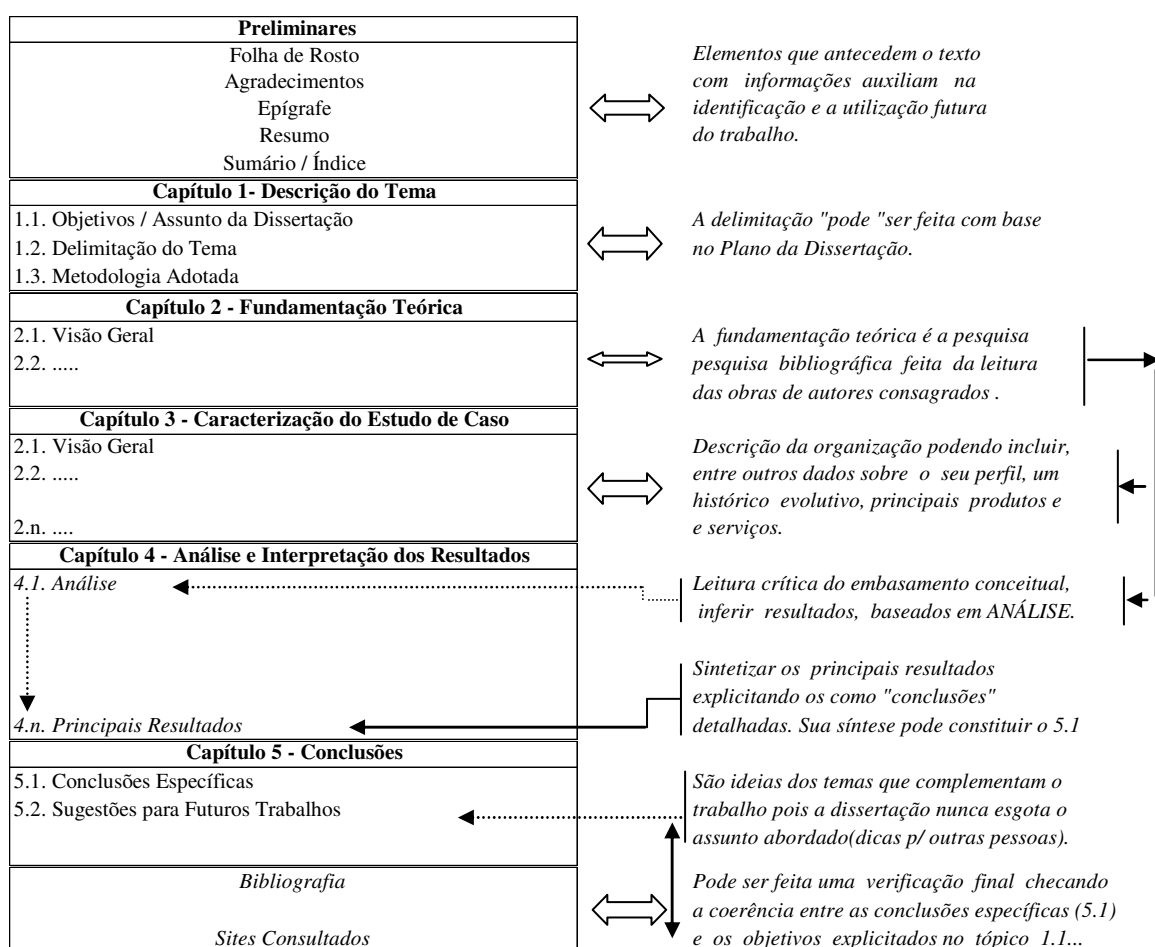 Preliminares
Folha de Rosto
Agradecimentos
Epígrafe
Resumo
Sumário / Índice
Elementos que antecedem o texto
com informações auxiliam na
identificação e a utilização futura
do trabalho.
Capítulo 1- Descrição do Tema
1.1. Objetivos / Assunto da Dissertação
1.2. Delimitação do Tema
1.3. Metodologia Adotada
A delimitação "pode "ser feita com base
no Plano da Dissertação.
Capítulo 2 - Fundamentação Teórica
2.1. Visão Geral
2.2. .....
A fundamentação teórica é a pesquisa
pesquisa bibliográfica feita da leitura
das obras de autores consagrados .
Capítulo 3 - Caracterização do Estudo de Caso
2.1. Visão Geral
2.2. .....
2.n. ....
Descrição da organização podendo incluir,
entre outros dados sobre o seu perfil, um
histórico evolutivo, principais produtos e
e serviços.
Capítulo 4 - Análise e Interpretação dos Resultados
4.1. Análise
Leitura crítica do embasamento conceitual,
inferir resultados, baseados em ANÁLISE.
4.n. Principais Resultados
Sintetizar os principais resultados
explicitando os como "conclusões"
detalhadas. Sua síntese pode constituir o 5.1
Capítulo 5 - Conclusões
5.1. Conclusões Específicas
5.2. Sugestões para Futuros Trabalhos
São ideias dos temas que complementam o
trabalho pois a dissertação nunca esgota o
assunto abordado(dicas p/ outras pessoas).
Bibliografia
Sites Consultados
Pode ser feita uma verificação final checando
a coerência entre as conclusões específicas (5.1)
e os objetivos explicitados no tópico 1.1...